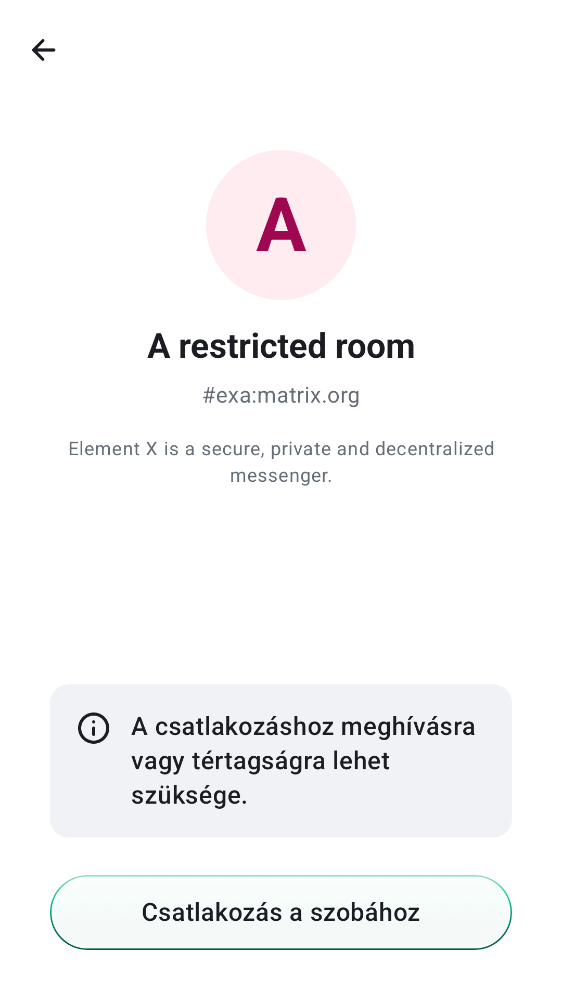 A
A restricted room
#exa:matrix.org
Element X is a secure, private and decentralized
messenger.
A csatlakozáshoz meghívásra
vagy tértagságra lehet
szüksége.
Csatlakozás a szobához